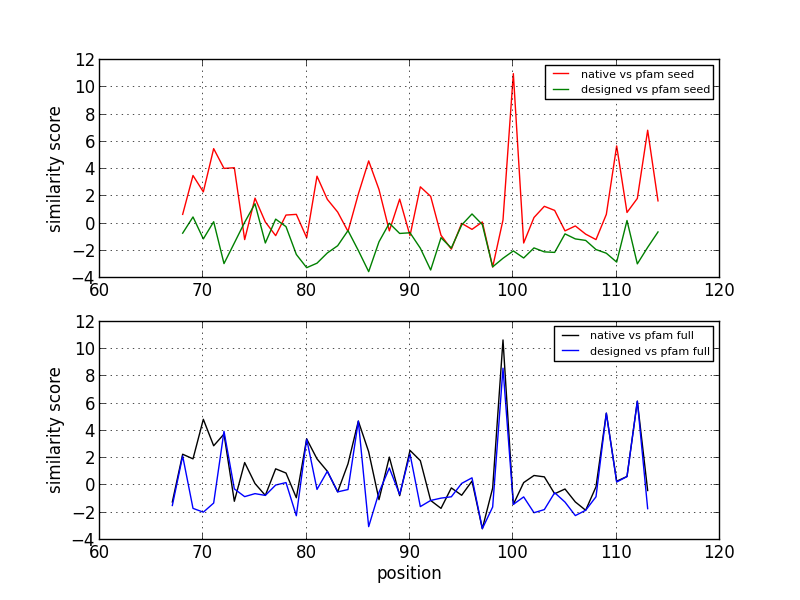 12
10
8
6
4
2
0
−2
−4
similarity score
native vs pfam seed
designed vs pfam seed
60 70 80 90 100 110 120
12
10
8
6
4
2
0
−2
−4
similarity score
native vs pfam full
designed vs pfam full
60 70 80 90 100 110 120
position